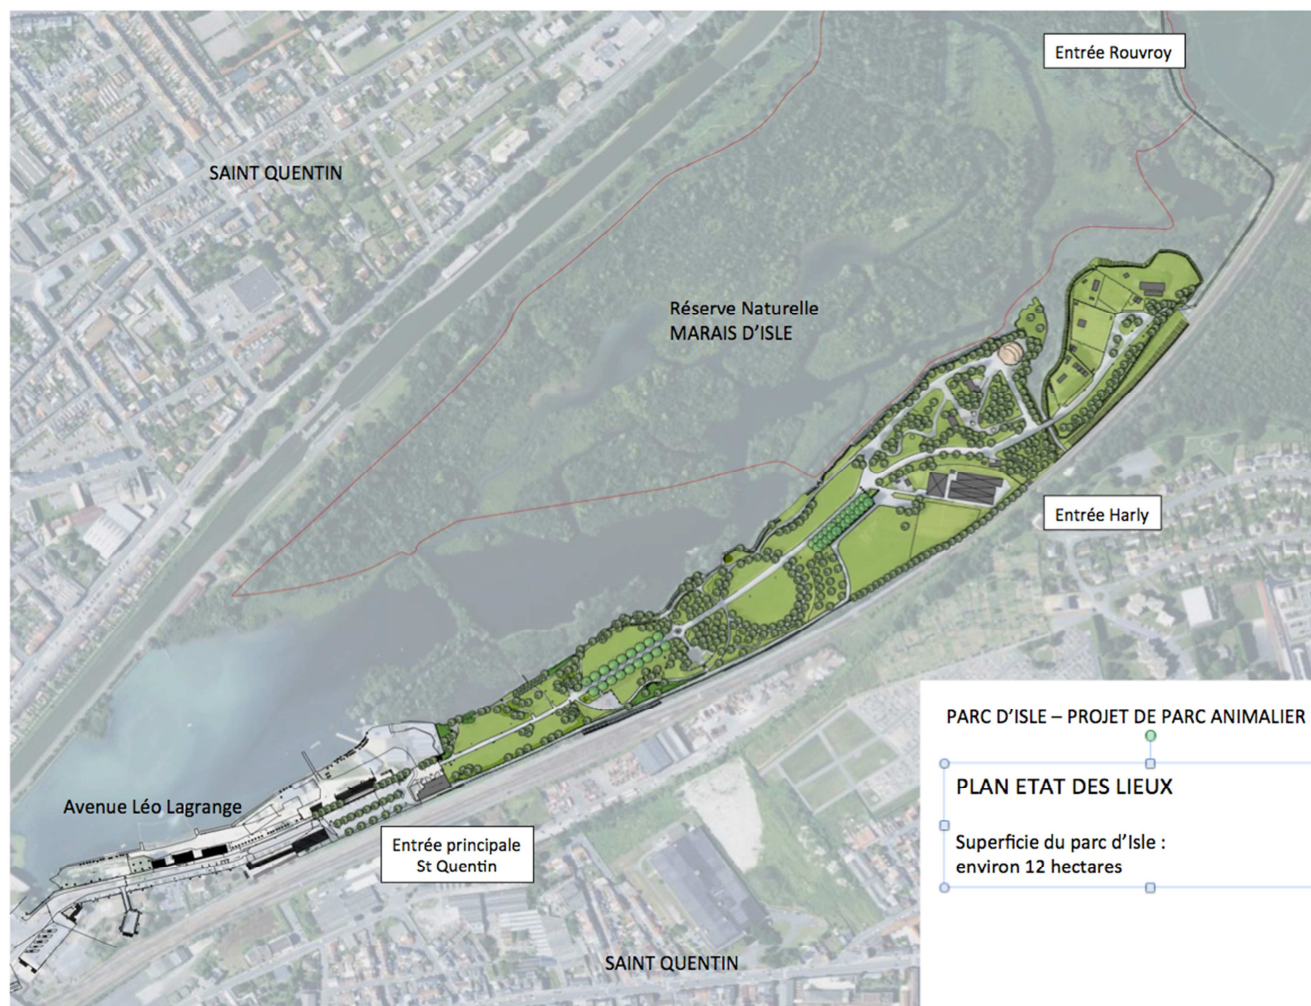 Entrée Rouvroy
SAINT QUENTIN
Réserve Naturelle
MARAIS D'ISLE
Entrée Harly
PARC D'ISLE – PROJET DE PARC ANIMALIER
PLAN ETAT DES LIEUX
Superficie du parc d'Isle :
environ 12 hectares
Avenue Léo Lagrange
Entrée principale
St Quentin
SAINT QUENTIN